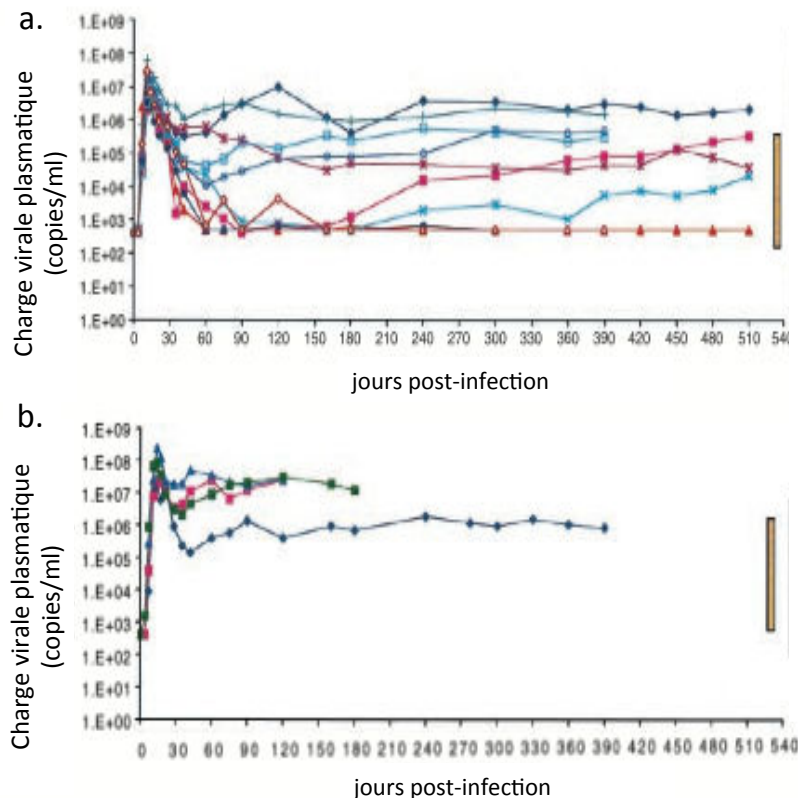 a.
Charge virale plasmatique
(copies/ml)
1.E+09
1.E+08
1.E+07
1.E+06
1.E+05
1.E+04
1.E+03
1.E+02
1.E+01
1.E+00
0 30 60 90 120 150 180 210 240 270 300 330 360 390 420 450 480 510 540
jours post-infection
b.
Charge virale plasmatique
(copies/ml)
1.E+09
1.E+08
1.E+07
1.E+06
1.E+05
1.E+04
1.E+03
1.E+02
1.E+01
1.E+00
0 30 60 90 120 150 180 210 240 270 300 330 360 390 420 450 480 510 540
jours post-infection